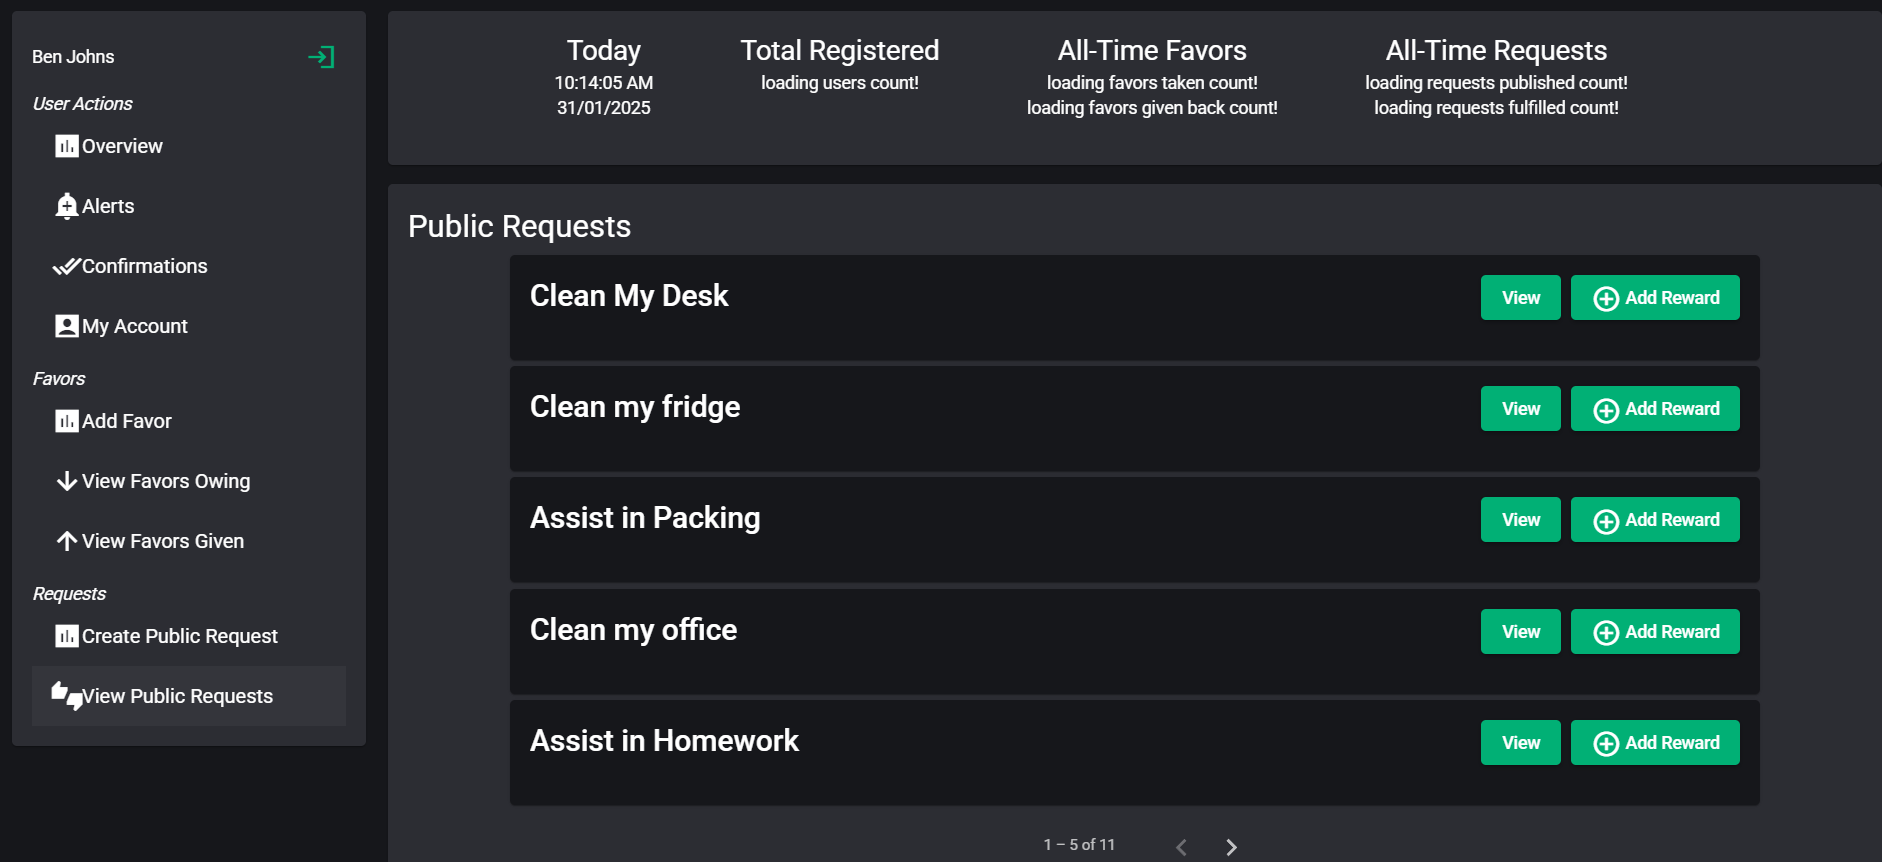 Ben Johns
User Actions
Overview
Alerts
Confirmations
My Account
Favors
Add Favor
View Favors Owing
View Favors Given
Requests
Create Public Request
View Public Requests
Today
10:14:05 AM
31/01/2025
Total Registered
loading users count!
All-Time Favors
loading favors taken count!
loading favors given back count!
All-Time Requests
loading requests published count!
loading requests fulfilled count!
Public Requests
Clean My Desk
View
Add Reward
Clean my fridge
View
Add Reward
Assist in Packing
View
Add Reward
Clean my office
View
Add Reward
Assist in Homework
View
Add Reward
1 – 5 of 11